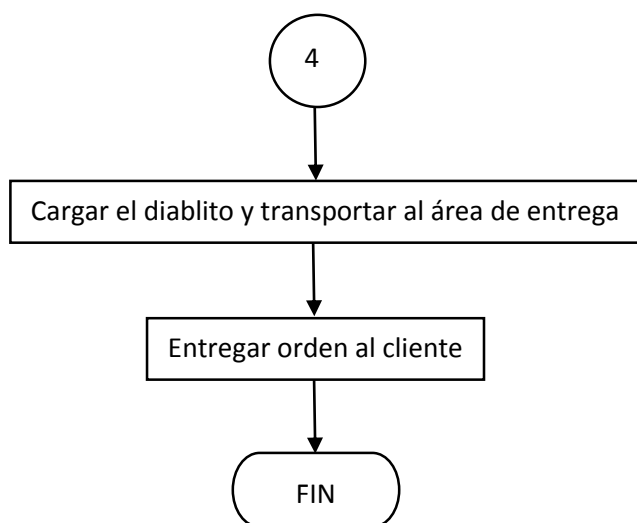 4
Cargar el diablito y transportar al área de entrega
Entregar orden al cliente
FIN